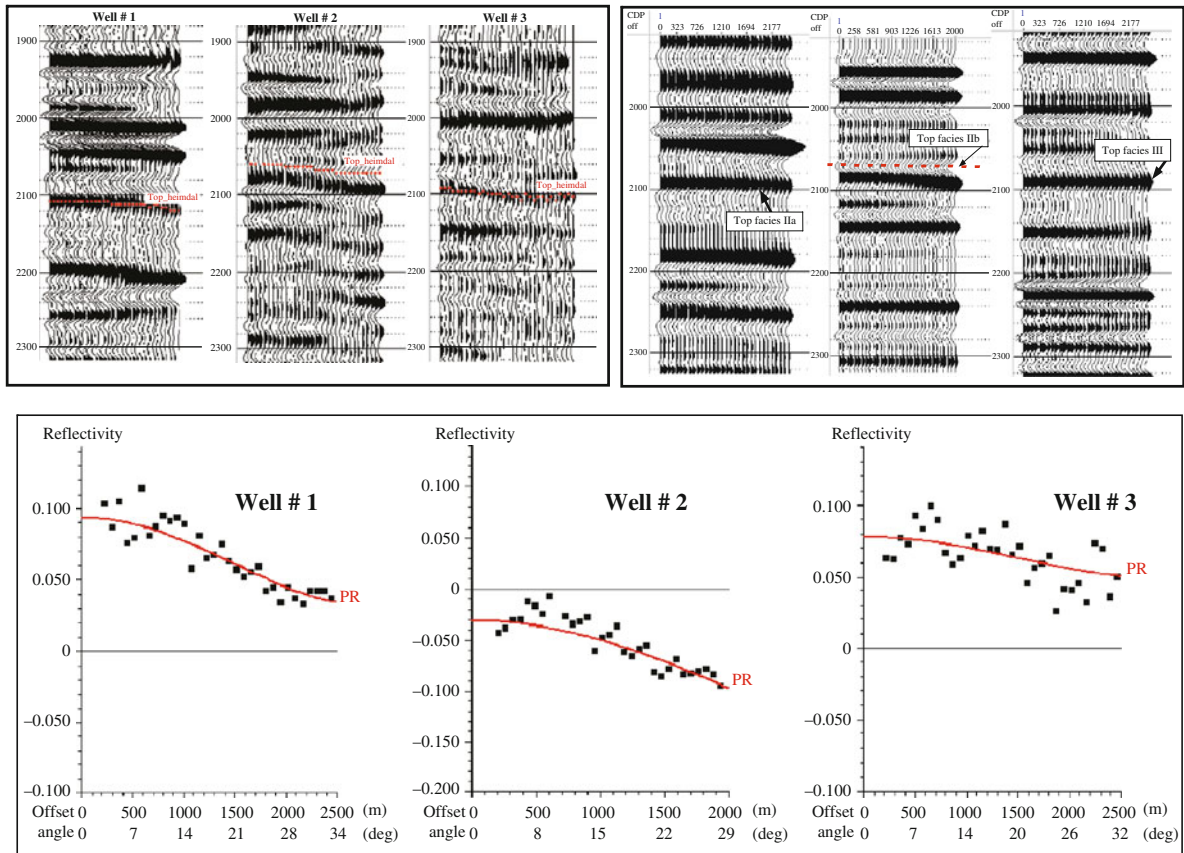 Well # 1
Well # 2
Well # 3
1900
2000
2100
2200
2300
Top_heimdal
1900
2000
2100
2200
2300
Top_heimdal
1900
2000
2100
2200
2300
Top_heimdal
CDP 1
off 0 323 726 1210 1694 2177
2000
2100
2200
2300
Top facies IIa
CDP 1
off 0 258 581 903 1226 1613 2000
2000
2100
2200
2300
Top facies IIb
CDP 1
off 0 323 726 1210 1694 2177
2000
2100
2200
2300
Top facies III
Reflectivity
Well # 1
0.100
0.050
0
−0.050
−0.100
PR
Offset 0 500 1000 1500 2000 2500 (m)
angle 0 7 14 21 28 34 (deg)
Reflectivity
Well # 2
0.100
0.050
0
−0.050
−0.100
−0.150
−0.200
PR
Offset 0 500 1000 1500 2000 (m)
angle 0 8 15 22 29 (deg)
Reflectivity
Well # 3
0.100
0.050
0
−0.050
−0.100
PR
Offset 0 500 1000 1500 2000 2500 (m)
angle 0 7 14 20 26 32 (deg)